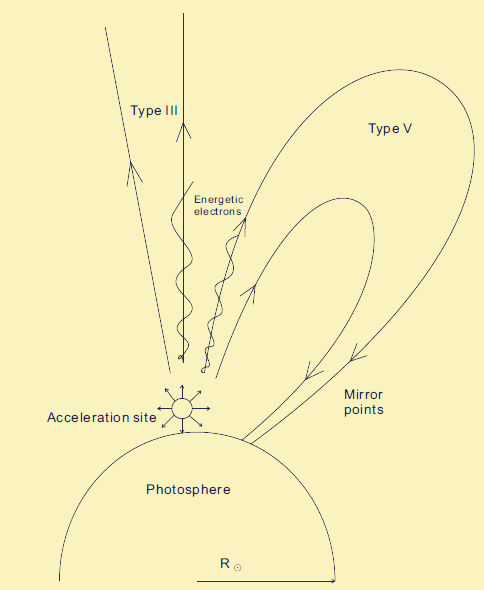 Type III
Type V
Energetic
electrons
Mirror
points
Acceleration site
Photosphere
R☉